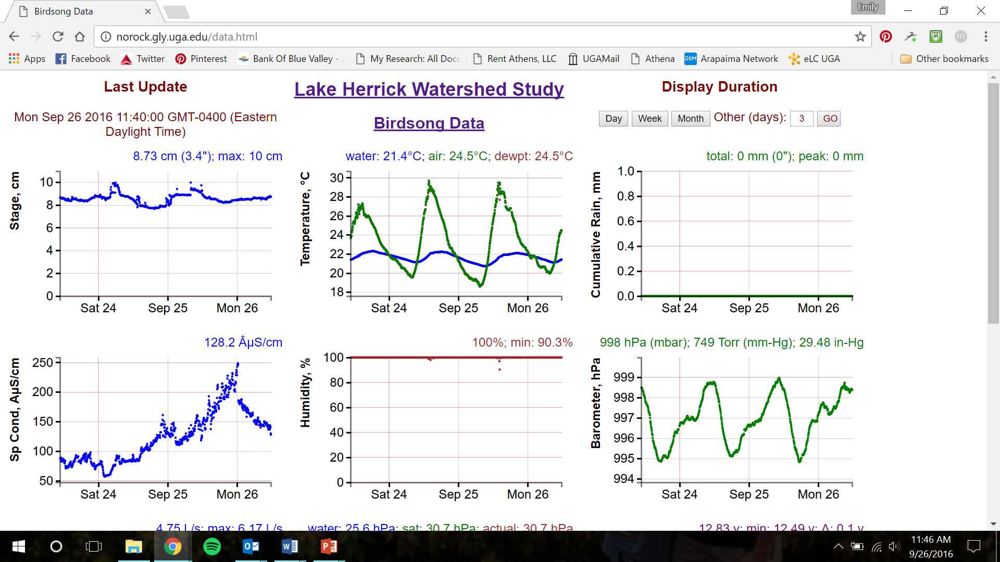 Birdsong Data
Emily
norock.gly.uga.edu/data.html
Apps Facebook Twitter Pinterest Bank Of Blue Valley - My Research: All Docu Rent Athens, LLC UGAMail Athena Arapaima Network eLC UGA Other bookmarks
Last Update
Mon Sep 26 2016 11:40:00 GMT-0400 (Eastern
Daylight Time)
Lake Herrick Watershed Study
Birdsong Data
Display Duration
Day Week Month Other (days): 3 GO
8.73 cm (3.4"); max: 10 cm
Stage, cm
10
8
6
4
2
0
Sat 24 Sep 25 Mon 26
water: 21.4°C; air: 24.5°C; dewpt: 24.5°C
Temperature, °C
30
28
26
24
22
20
18
Sat 24 Sep 25 Mon 26
total: 0 mm (0"); peak: 0 mm
Cumulative Rain, mm
1.0
0.8
0.6
0.4
0.2
0.0
Sat 24 Sep 25 Mon 26
128.2 ÂµS/cm
Sp Cond, AµS/cm
250
200
150
100
50
Sat 24 Sep 25 Mon 26
100%; min: 90.3%
Humidity, %
100
80
60
40
20
0
Sat 24 Sep 25 Mon 26
998 hPa (mbar); 749 Torr (mm-Hg); 29.48 in-Hg
Barometer, hPa
999
998
997
996
995
994
Sat 24 Sep 25 Mon 26
4.75 L/s; max: 6.17 L/s
water: 25.6 hPa; sat: 30.7 hPa; actual: 30.7 hPa
12.83 v; min: 12.49 v; Δ: 0.1 v
11:46 AM
9/26/2016